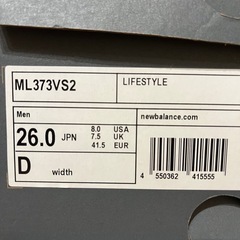 ML373VS2 LIFESTYLE
Men newbalance.com
26.0 JPN 8.0 USA
7.5 UK
41.5 EUR
D width
4 550362 415555